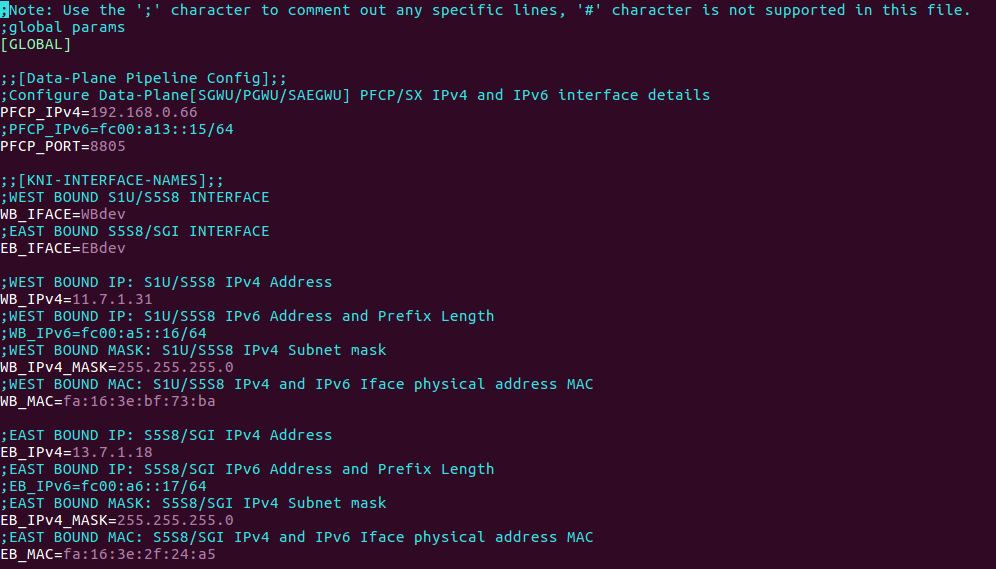 ;Note: Use the ';' character to comment out any specific lines, '#' character is not supported in this file.
;global params
[GLOBAL]
;;[Data-Plane Pipeline Config];;
;Configure Data-Plane[SGWU/PGWU/SAEGWU] PFCP/SX IPv4 and IPv6 interface details
PFCP_IPv4=192.168.0.66
;PFCP_IPv6=fc00:a13::15/64
PFCP_PORT=8805
;;[KNI-INTERFACE-NAMES];;
;WEST BOUND S1U/S5S8 INTERFACE
WB_IFACE=WBdev
;EAST BOUND S5S8/SGI INTERFACE
EB_IFACE=EBdev
;WEST BOUND IP: S1U/S5S8 IPv4 Address
WB_IPv4=11.7.1.31
;WEST BOUND IP: S1U/S5S8 IPv6 Address and Prefix Length
;WB_IPv6=fc00:a5::16/64
;WEST BOUND MASK: S1U/S5S8 IPv4 Subnet mask
WB_IPv4_MASK=255.255.255.0
;WEST BOUND MAC: S1U/S5S8 IPv4 and IPv6 Iface physical address MAC
WB_MAC=fa:16:3e:bf:73:ba
;EAST BOUND IP: S5S8/SGI IPv4 Address
EB_IPv4=13.7.1.18
;EAST BOUND IP: S5S8/SGI IPv6 Address and Prefix Length
;EB_IPv6=fc00:a6::17/64
;EAST BOUND MASK: S5S8/SGI IPv4 Subnet mask
EB_IPv4_MASK=255.255.255.0
;EAST BOUND MAC: S5S8/SGI IPv4 and IPv6 Iface physical address MAC
EB_MAC=fa:16:3e:2f:24:a5